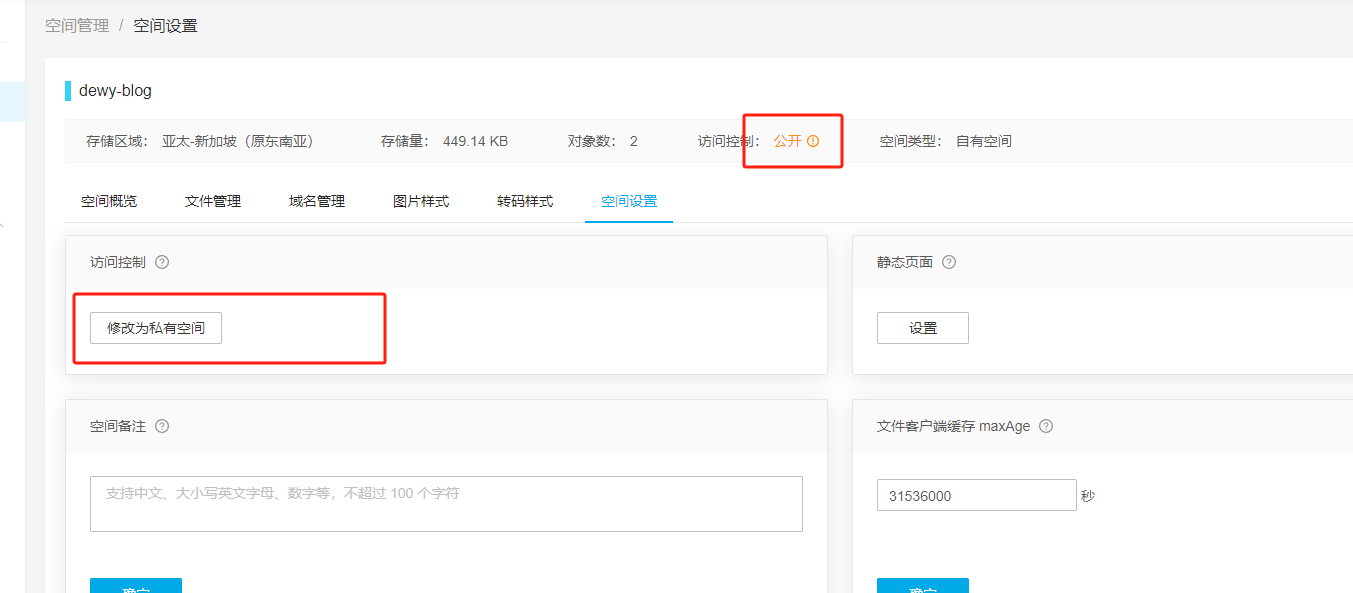 空间管理 / 空间设置
dewy-blog
存储区域： 亚太-新加坡（原东南亚） 存储量： 449.14 KB 对象数： 2 访问控制： 公开 空间类型： 自有空间
空间概览 文件管理 域名管理 图片样式 转码样式 空间设置
访问控制 静态页面
修改为私有空间 设置
空间备注 文件客户端缓存 maxAge
支持中文、大小写英文字母、数字等，不超过 100 个字符
31536000 秒
确定 确定